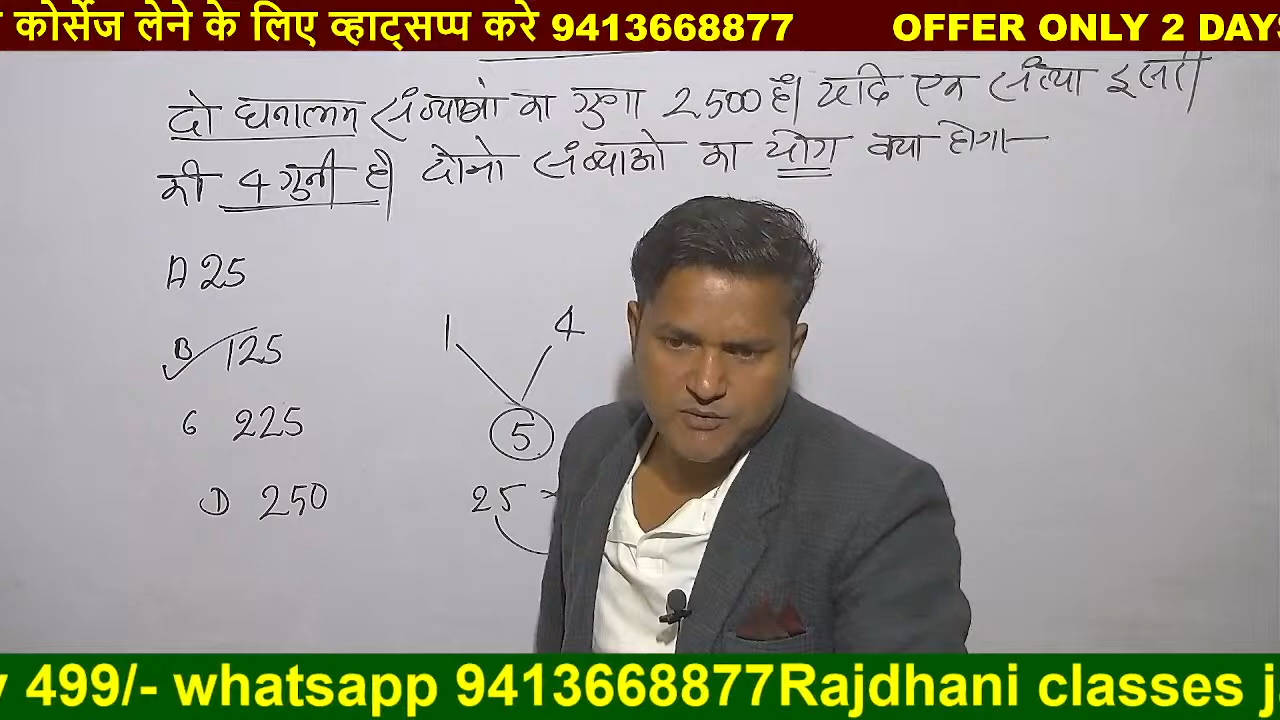 कोर्सेज लेने के लिए व्हाट्सप्प करे 9413668877 OFFER ONLY 2 DAYS
दो घनात्मक संख्याओ का गुणा 2500 है। यदि एक संख्या दुसरी
की 4 गुनी है। दोनो संख्याओ का योग क्या होगा-
A 25
B 125
C 225
D 250
1 4
5
25
499/- whatsapp 9413668877Rajdhani classes j